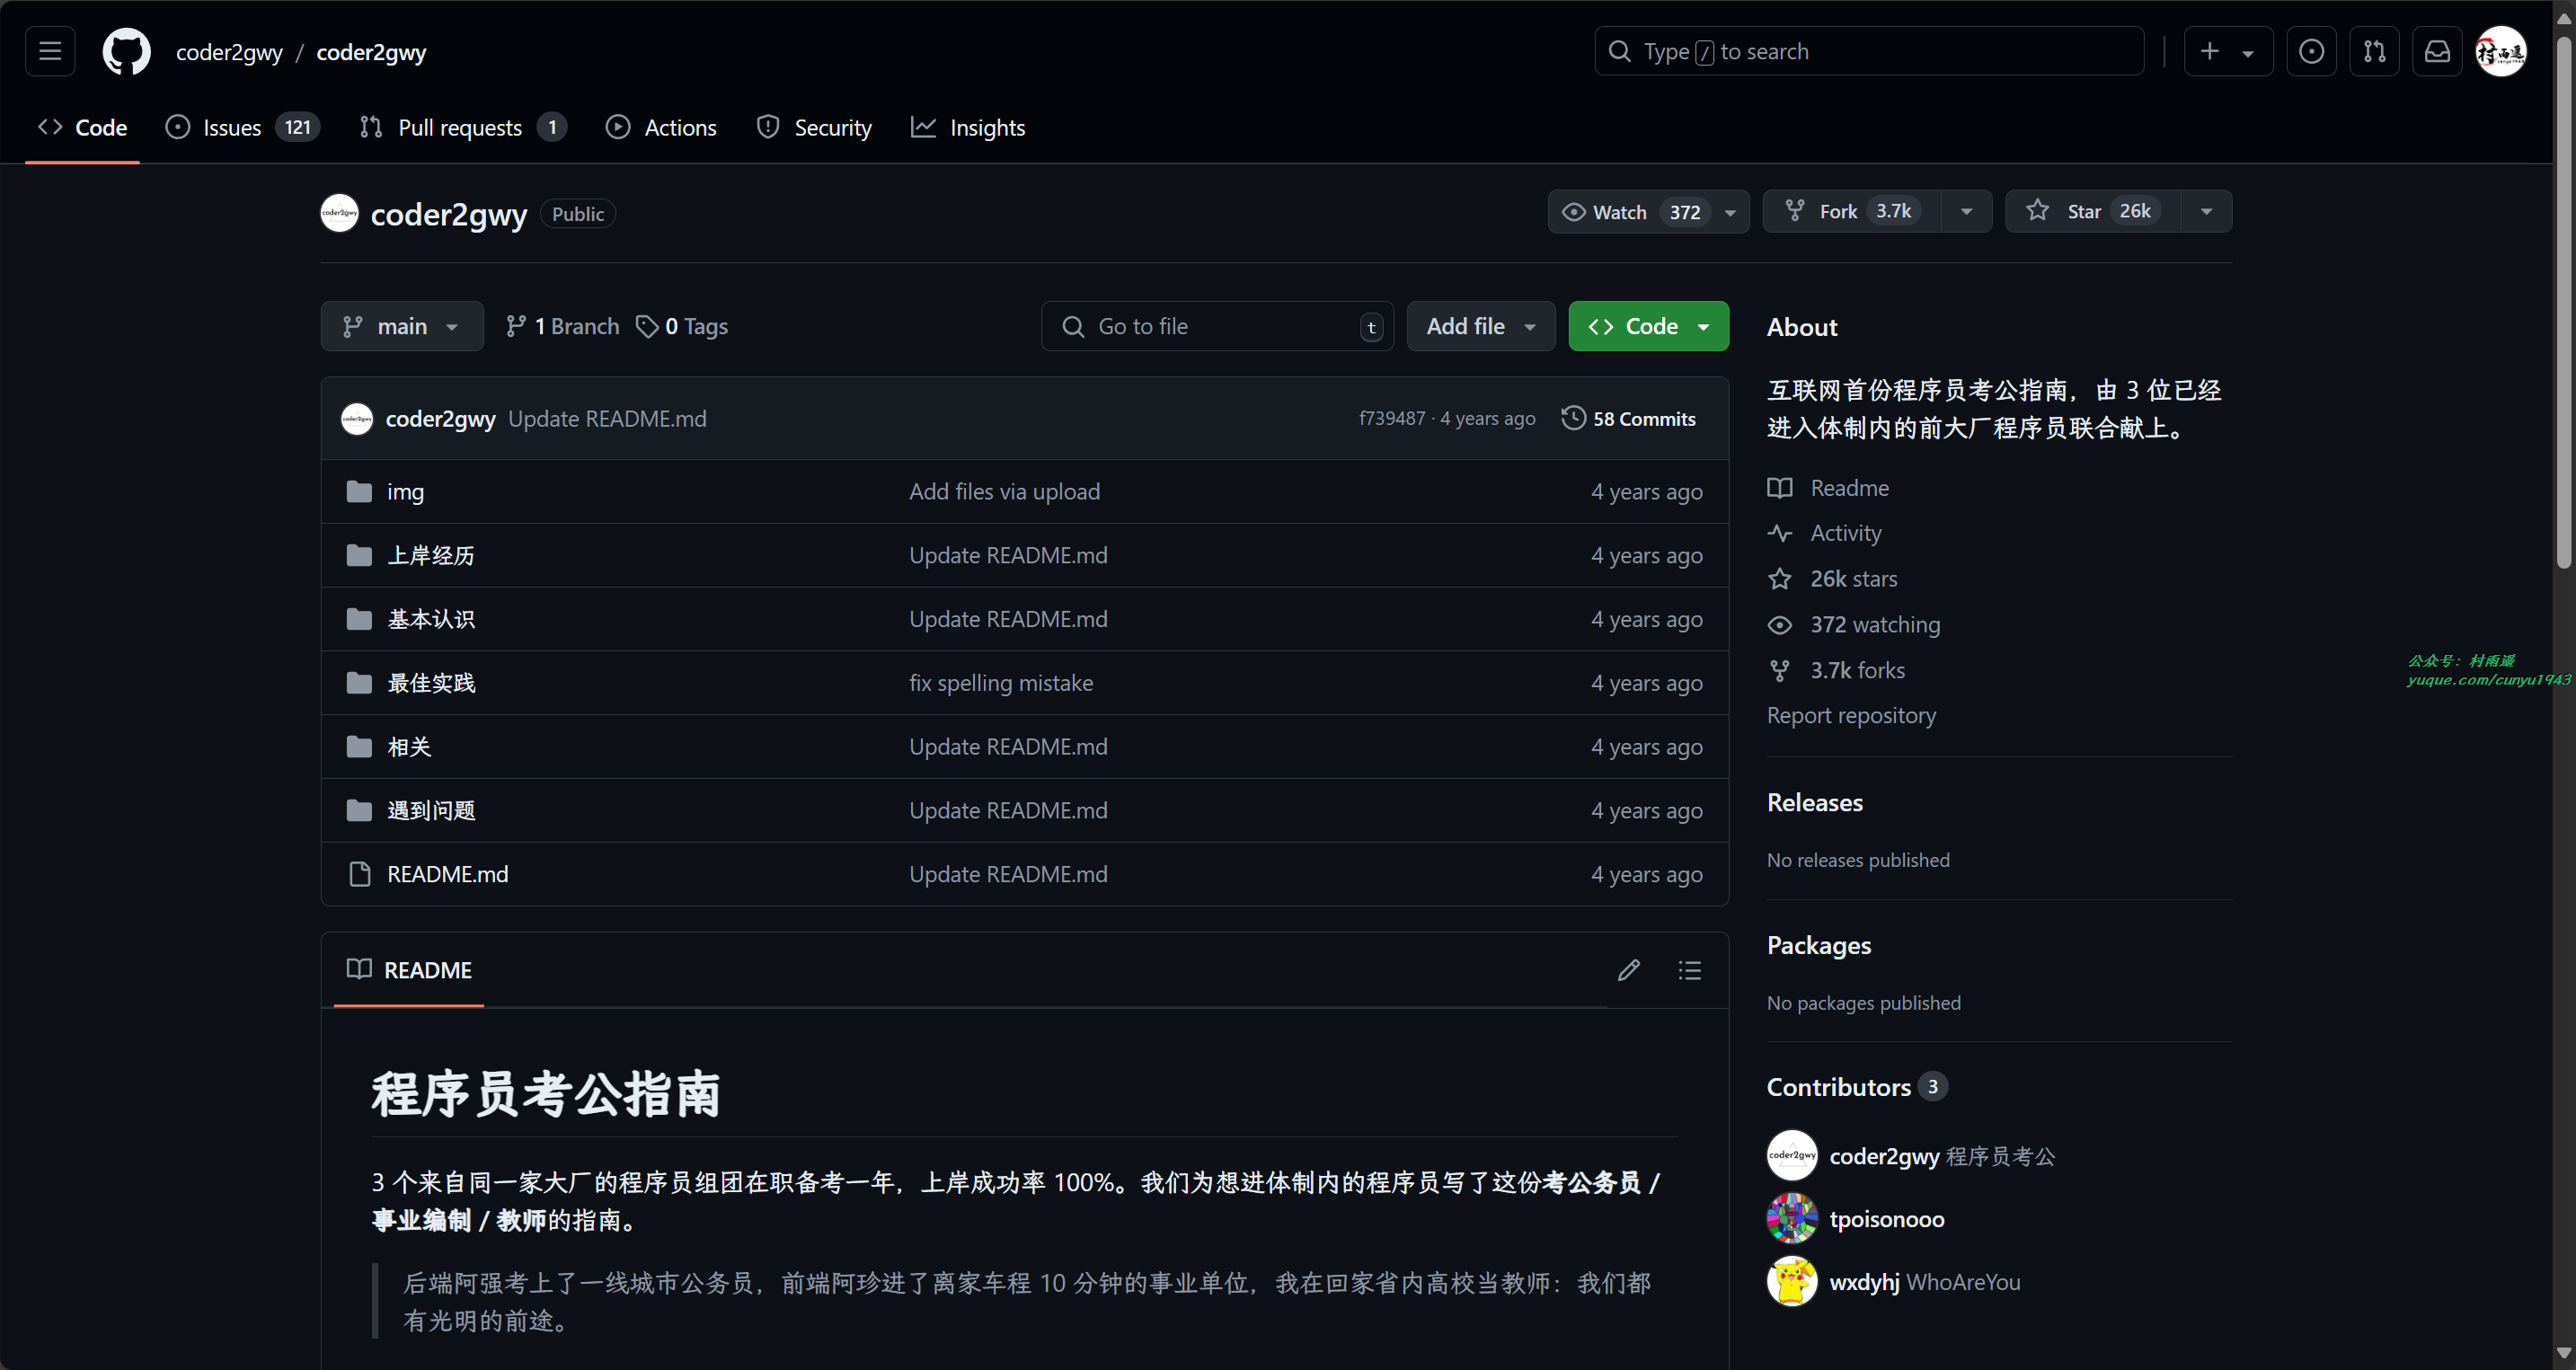 coder2gwy / coder2gwy
Type / to search
Code
Issues 121
Pull requests 1
Actions
Security
Insights
coder2gwy Public
Watch 372
Fork 3.7k
Star 26k
main
1 Branch
0 Tags
Go to file t
Add file
Code
coder2gwy Update README.md f739487 · 4 years ago 58 Commits
img Add files via upload 4 years ago
上岸经历 Update README.md 4 years ago
基本认识 Update README.md 4 years ago
最佳实践 fix spelling mistake 4 years ago
相关 Update README.md 4 years ago
遇到问题 Update README.md 4 years ago
README.md Update README.md 4 years ago
README
程序员考公指南
3 个来自同一家大厂的程序员组团在职备考一年，上岸成功率 100%。我们为想进体制内的程序员写了这份考公务员 /
事业编制 / 教师的指南。
后端阿强考上了一线城市公务员，前端阿珍进了离家车程 10 分钟的事业单位，我在回家省内高校当教师：我们都
有光明的前途。
About
互联网首份程序员考公指南，由 3 位已经
进入体制内的前大厂程序员联合献上。
Readme
Activity
26k stars
372 watching
3.7k forks
Report repository
Releases
No releases published
Packages
No packages published
Contributors 3
coder2gwy
coder2gwy 程序员考公
tpoisonooo
wxdyhj WhoAreYou
公众号：村雨遥
yuque.com/cunyu1943